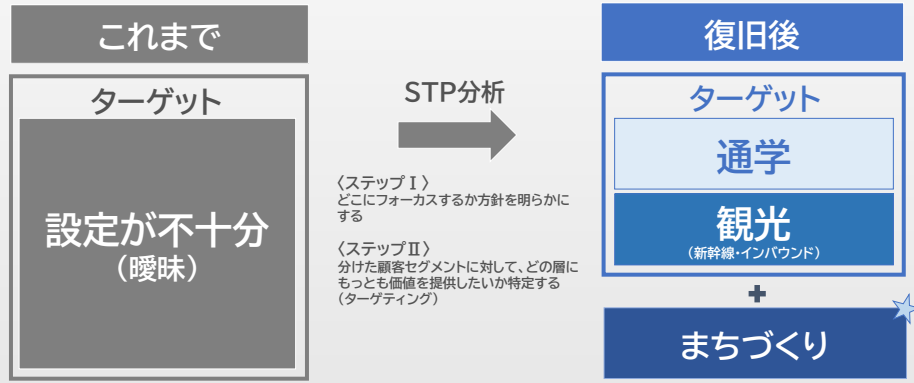 これまで
ターゲット
設定が不十分
（曖昧）
STP分析
〈ステップⅠ〉
どこにフォーカスするか方針を明らかに
する
〈ステップⅡ〉
分けた顧客セグメントに対して、どの層に
もっとも価値を提供したいか特定する
（ターゲティング）
復旧後
ターゲット
通学
観光
（新幹線・インバウンド）
+
まちづくり